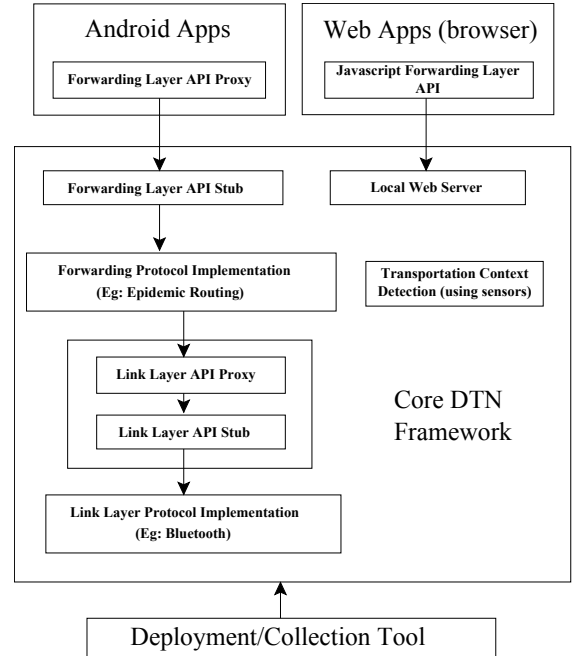 Android Apps
Forwarding Layer API Proxy
Web Apps (browser)
Javascript Forwarding Layer
API
Forwarding Layer API Stub
Local Web Server
Forwarding Protocol Implementation
(Eg: Epidemic Routing)
Transportation Context
Detection (using sensors)
Link Layer API Proxy
Link Layer API Stub
Core DTN
Framework
Link Layer Protocol Implementation
(Eg: Bluetooth)
Deployment/Collection Tool